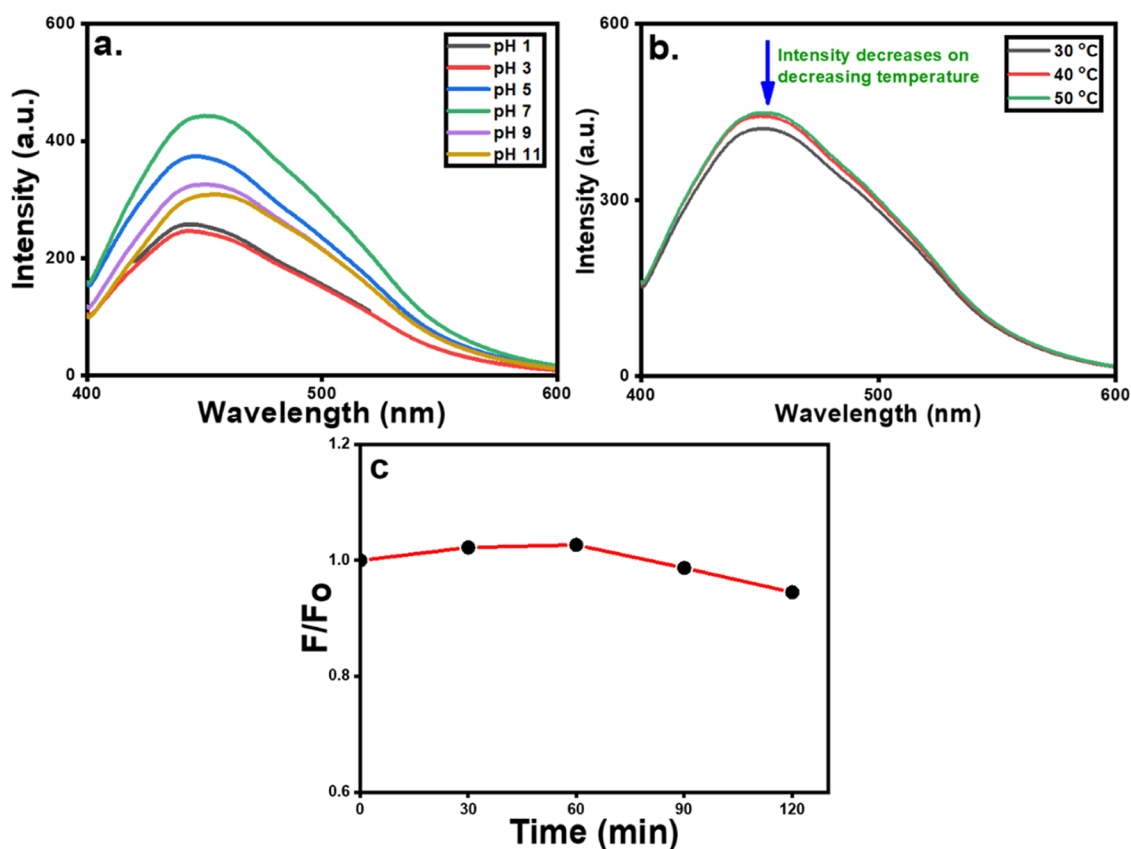 a.
pH 1
pH 3
pH 5
pH 7
pH 9
pH 11
600
400
200
0
Intensity (a.u.)
400
500
600
Wavelength (nm)
b.
Intensity decreases on
decreasing temperature
30 °C
40 °C
50 °C
600
300
0
Intensity (a.u.)
400
500
600
Wavelength (nm)
c
1.2
1.0
0.8
0.6
F/Fo
0
30
60
90
120
Time (min)